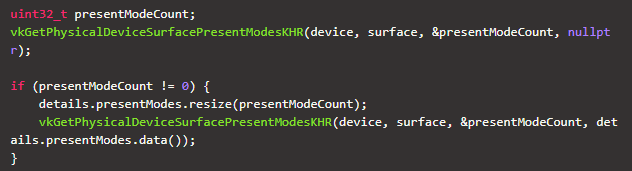 uint32_t presentModeCount;
vkGetPhysicalDeviceSurfacePresentModesKHR(device, surface, &presentModeCount, nullpt
r);

if (presentModeCount != 0) {
    details.presentModes.resize(presentModeCount);
    vkGetPhysicalDeviceSurfacePresentModesKHR(device, surface, &presentModeCount, det
ails.presentModes.data());
}